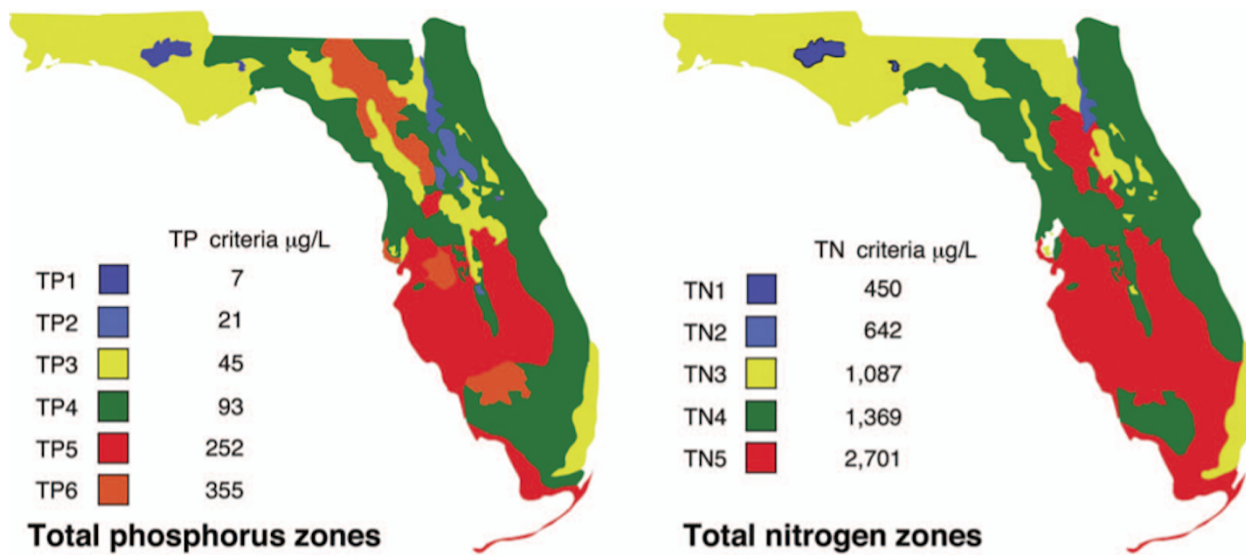 TP criteria μg/L
TP1 7
TP2 21
TP3 45
TP4 93
TP5 252
TP6 355
Total phosphorus zones
TN criteria μg/L
TN1 450
TN2 642
TN3 1,087
TN4 1,369
TN5 2,701
Total nitrogen zones